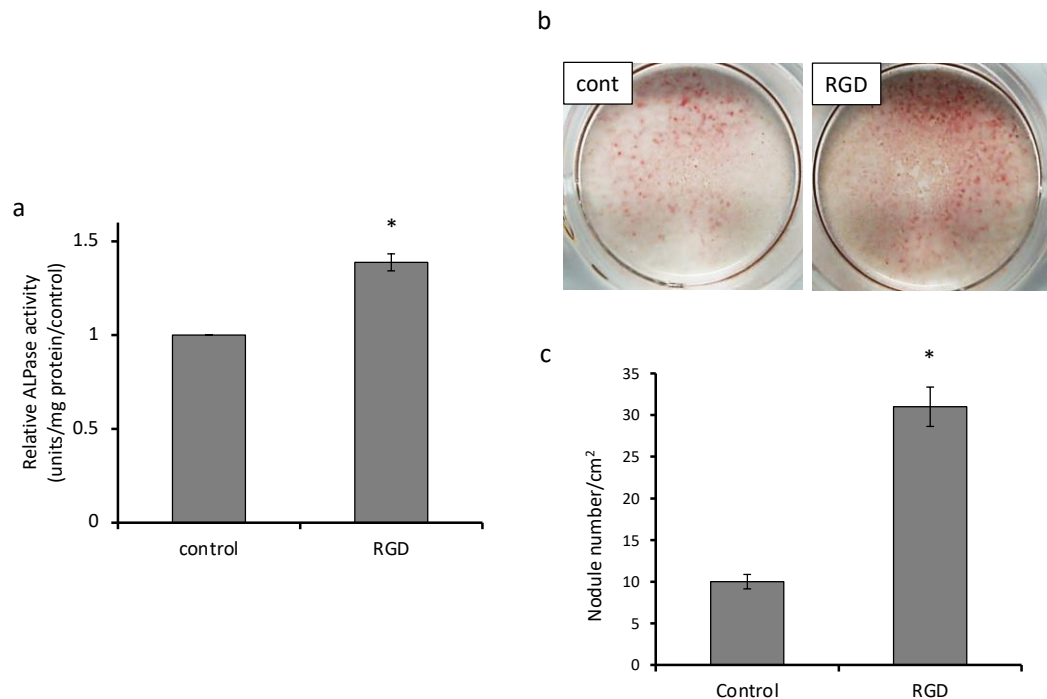 a
Relative ALPase activity
(units/mg protein/control)
*
1.5
1
0.5
0
control
RGD
b
cont
RGD
c
Nodule number/cm²
*
35
30
25
20
15
10
5
0
Control
RGD